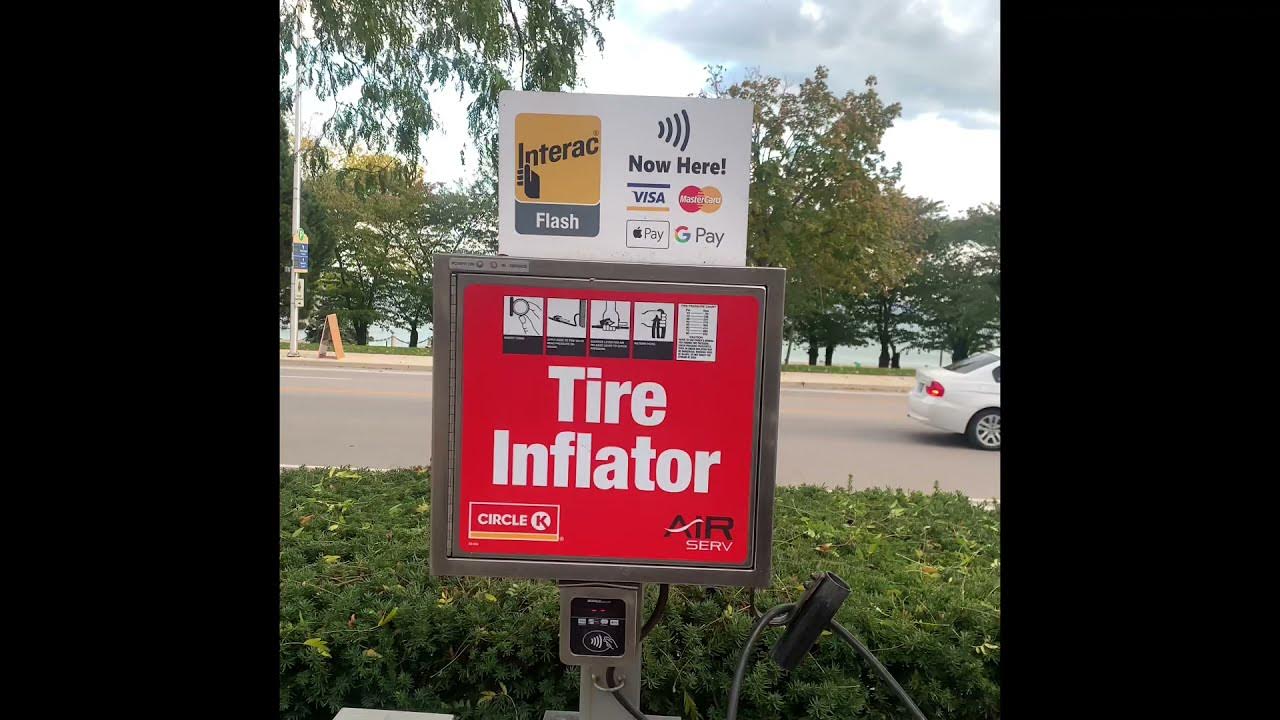 Interac
Flash
Now Here!
VISA
MasterCard
Pay
G Pay
Tire
Inflator
CIRCLE K
AiR
SERV